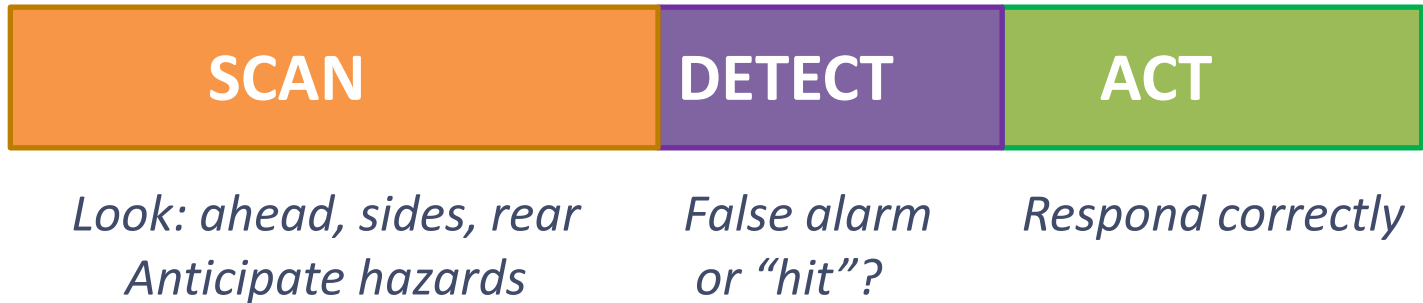 SCAN DETECT ACT
Look: ahead, sides, rear False alarm Respond correctly
Anticipate hazards or “hit”?